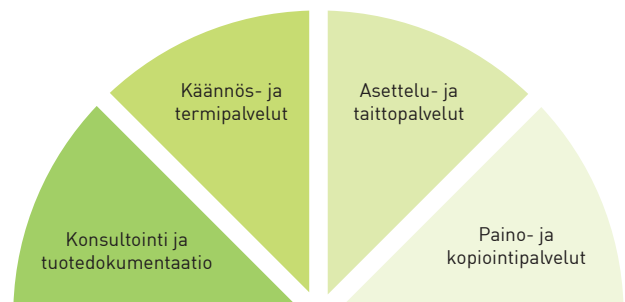 Käännös- ja
termipalvelut
Asettelu- ja
taittopalvelut
Konsultointi ja
tuotedokumentaatio
Paino- ja
kopiointipalvelut